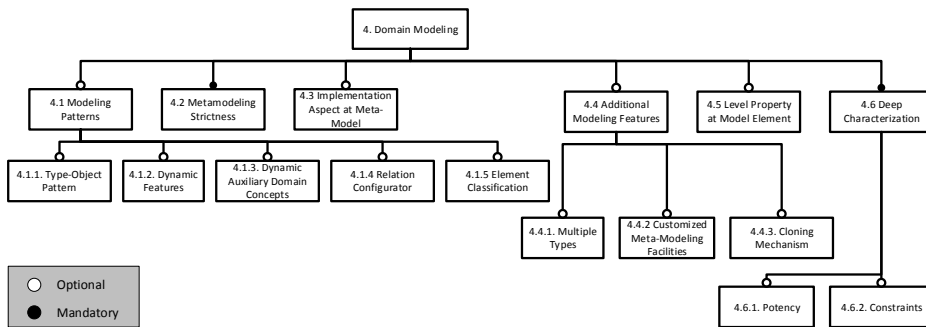 4. Domain Modeling
4.1 Modeling
Patterns
4.2 Metamodeling
Strictness
4.3 Implementation
Aspect at Meta-
Model
4.4 Additional
Modeling Features
4.5 Level Property
at Model Element
4.6 Deep
Characterization
4.1.1. Type-Object
Pattern
4.1.2. Dynamic
Features
4.1.3. Dynamic
Auxiliary Domain
Concepts
4.1.4 Relation
Configurator
4.1.5 Element
Classification
4.4.1. Multiple
Types
4.4.2 Customized
Meta-Modeling
Facilities
4.4.3. Cloning
Mechanism
4.6.1. Potency
4.6.2. Constraints
Optional
Mandatory